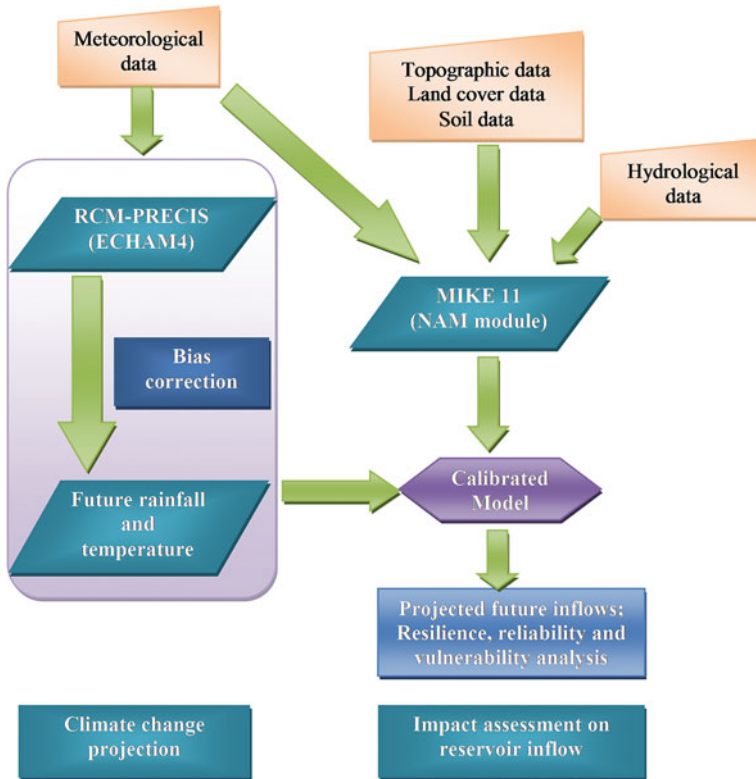 Meteorological
data
Topographic data
Land cover data
Soil data
Hydrological
data
RCM-PRECIS
(ECHAM4)
MIKE 11
(NAM module)
Bias
correction
Future rainfall
and
temperature
Calibrated
Model
Projected future inflows;
Resilience, reliability and
vulnerability analysis
Climate change
projection
Impact assessment on
reservoir inflow